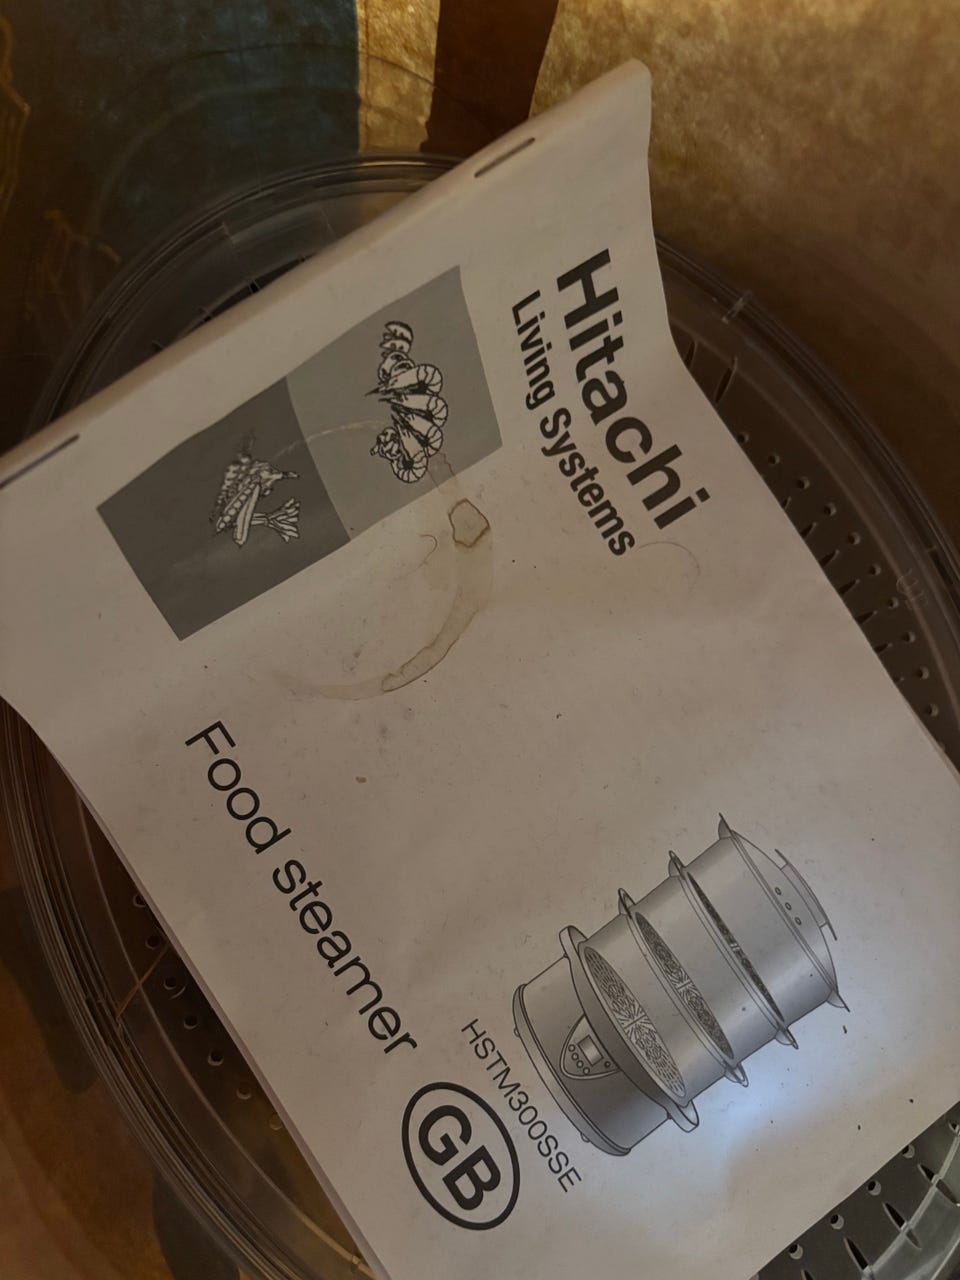 Hitachi
Living Systems
Food steamer
HSTM300SSE
GB